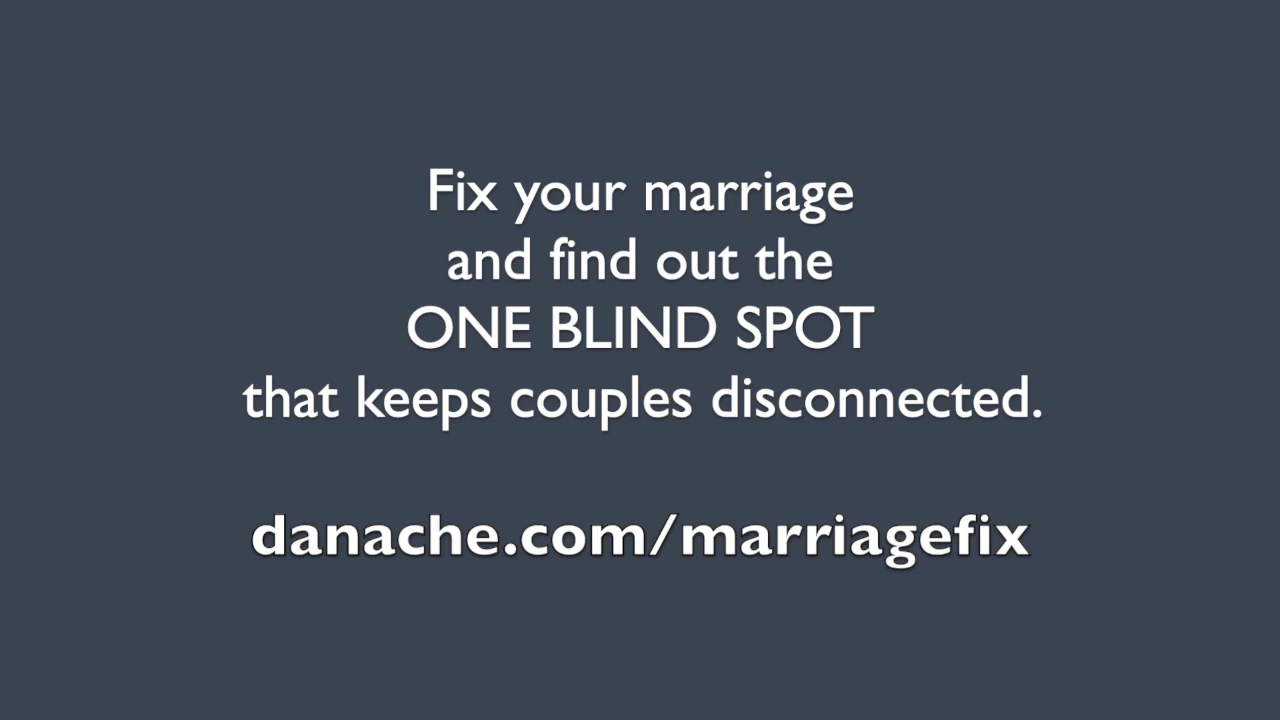 Fix your marriage
and find out the
ONE BLIND SPOT
that keeps couples disconnected.
danache.com/marriagefix